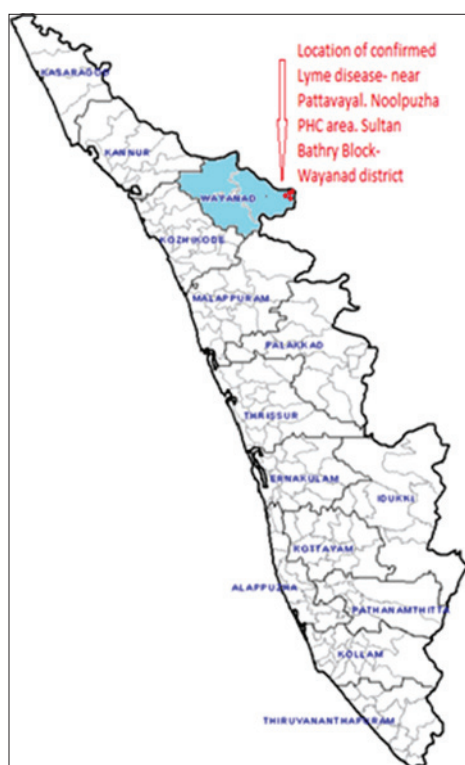 Location of confirmed
Lyme disease- near
Pattavayal. Noolpuzha
PHC area. Sultan
Bathry Block-
Wayanad district
KASARAGOD
KANNUR
WAYANAD
KOZHIKODE
MALAPPURAM
PALAKKAD
THRISSUR
ERNAKULAM
IDUKKI
KOTTAYAM
ALAPPUZHA
PATHANAMTHITTA
KOLLAM
THIRUVANANTHAPURAM